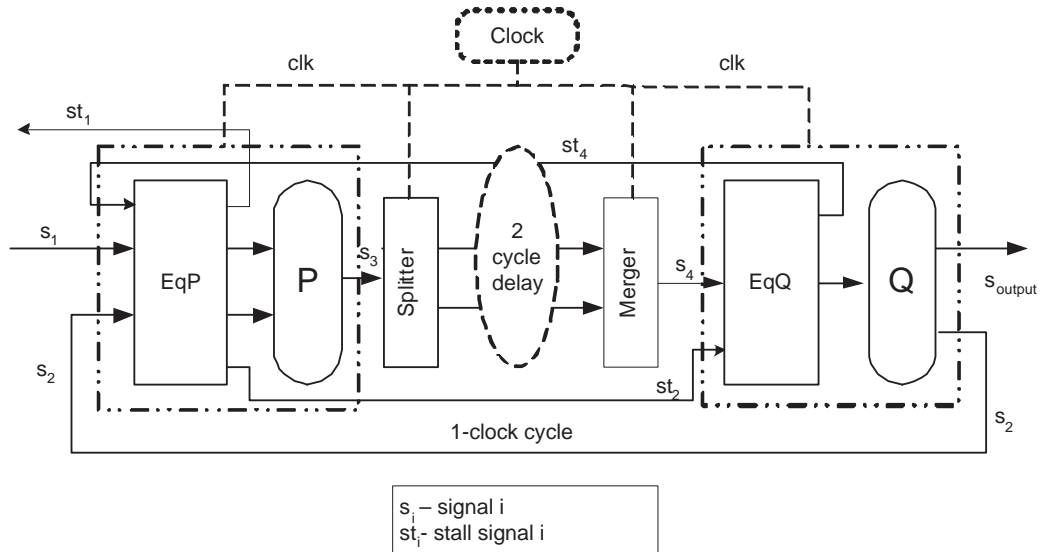 Clock
clk
clk
st1
st4
s1
EqP
P
s3
Splitter
2
cycle
delay
Merger
s4
EqQ
Q
soutput
s2
st2
s2
1-clock cycle
si – signal i
sti- stall signal i